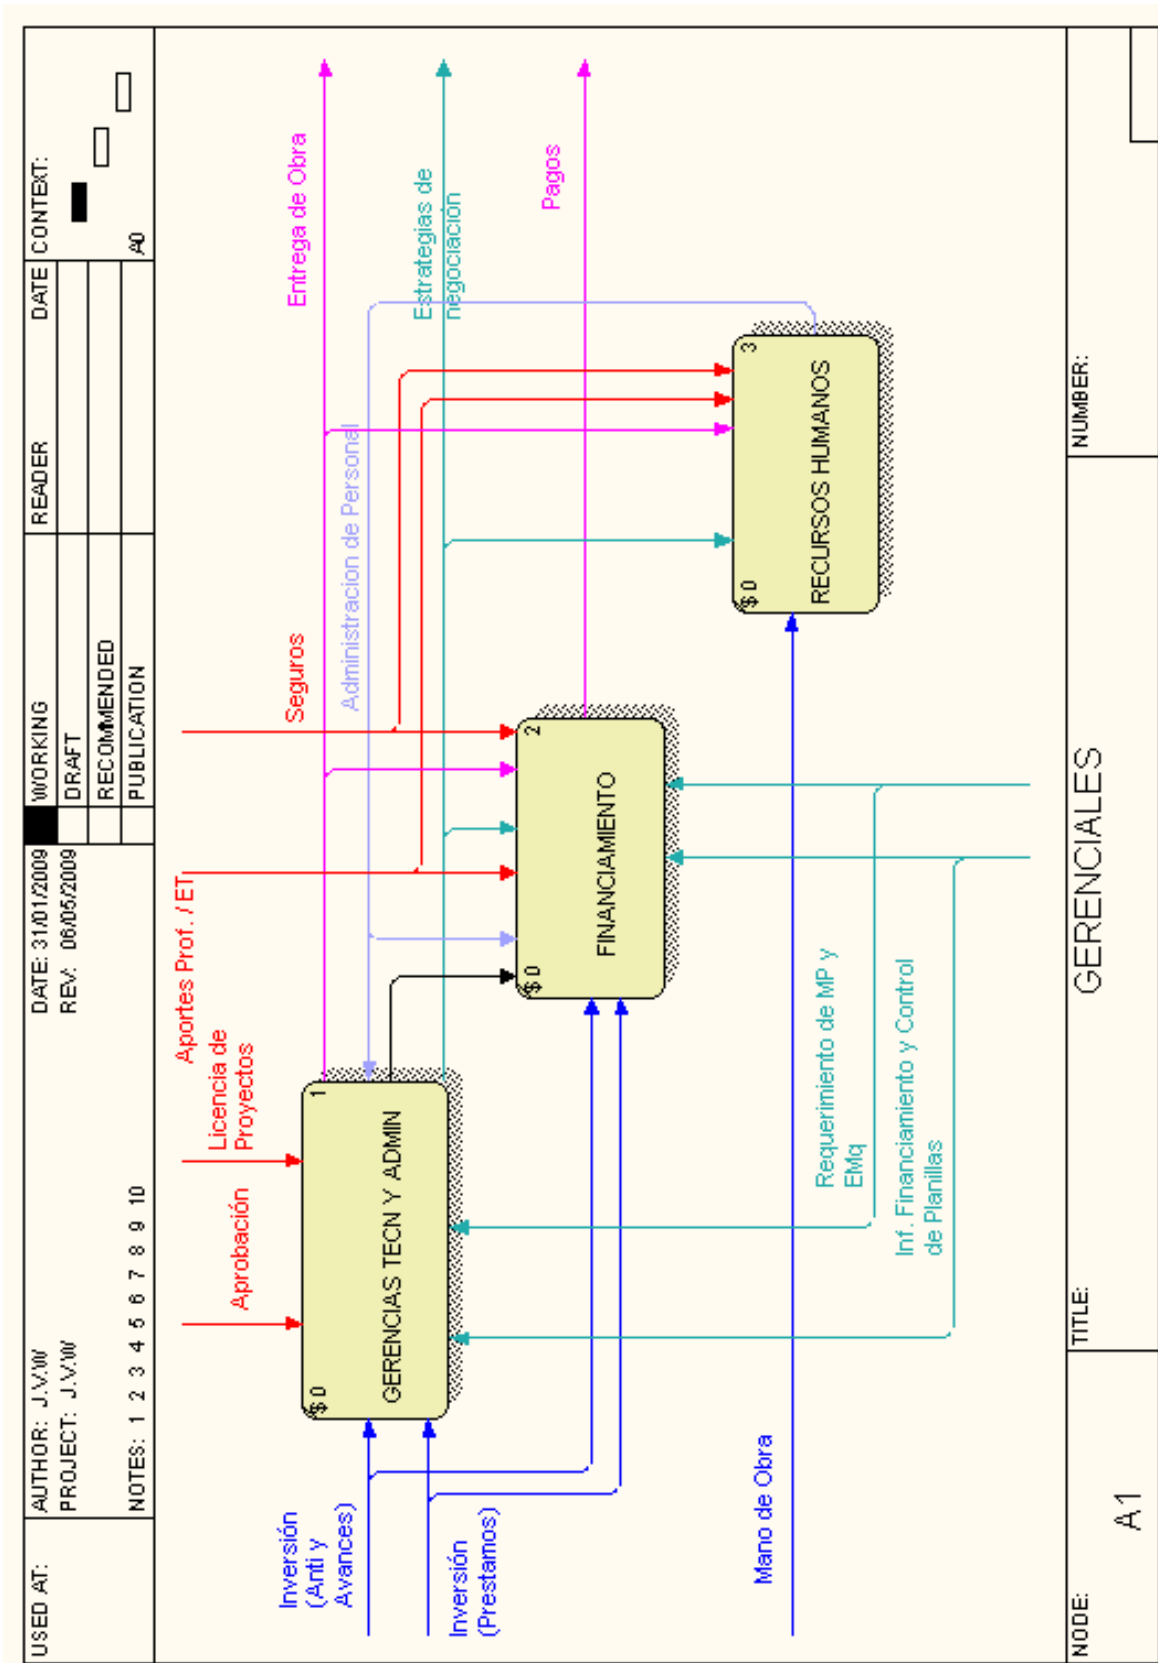 USED AT:
AUTHOR: J.V.W
PROJECT: J.V.W
NOTES: 1 2 3 4 5 6 7 8 9 10
DATE: 31/01/2009
REV: 06/05/2009
WORKING
DRAFT
RECOMMENDED
PUBLICATION
READER
DATE
CONTEXT:
A0
Aprobación
Licencia de
Proyectos
Aportes Prof. / ET
Seguros
Entrega de Obra
Inversión
(Anti y
Avances)
Inversión
(Prestamos)
$ 0
1
GERENCIAS TECN Y ADMIN
Administracion de Personal
Estrategias de
negociación
$ 0
2
FINANCIAMIENTO
Pagos
Mano de Obra
$ 0
3
RECURSOS HUMANOS
Requerimiento de MP y
EMq
Inf. Financiamiento y Control
de Planillas
NODE:
A1
TITLE:
GERENCIALES
NUMBER: